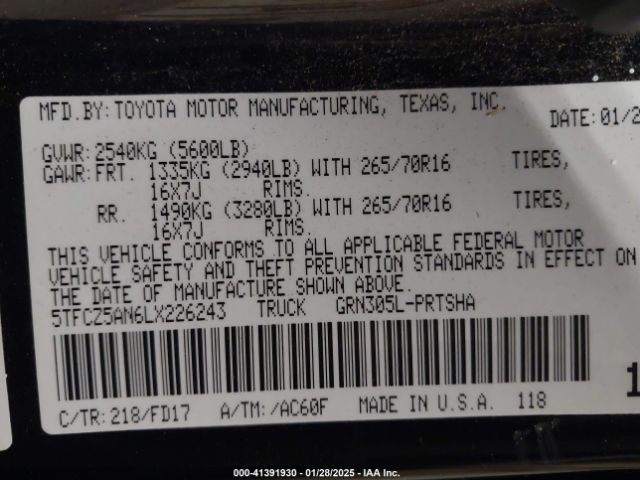 MFD.BY: TOYOTA MOTOR MANUFACTURING, TEXAS, INC.
DATE: 01/2
GVWR: 2540KG (5600LB)
GAWR: FRT. 1335KG (2940LB) WITH 265/70R16 TIRES,
16X7J RIMS.
RR. 1490KG (3280LB) WITH 265/70R16 TIRES,
16X7J RIMS.
THIS VEHICLE CONFORMS TO ALL APPLICABLE FEDERAL MOTOR
VEHICLE SAFETY AND THEFT PREVENTION STANDARDS IN EFFECT ON
THE DATE OF MANUFACTURE SHOWN ABOVE.
5TFCZ5AN6LX226243 TRUCK GRN305L-PRTSHA
1
C/TR: 218/FD17 A/TM: /AC60F MADE IN U.S.A. 118
000-41391930 - 01/28/2025 - IAA Inc.